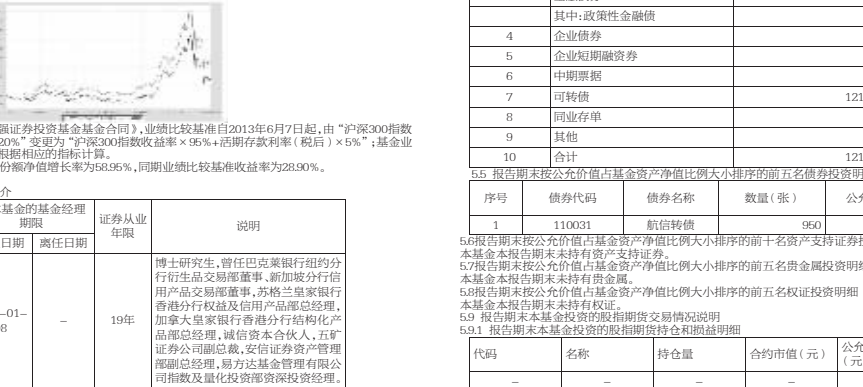 强证券投资基金基金合同》,业绩比较基准自2013年6月7日起,由“沪深300指数
20%”变更为“沪深300指数收益率×95%+活期存款利率(税后)×5%”;基金业
根据相应的指标计算。
份额净值增长率为58.95%,同期业绩比较基准收益率为28.90%。
介
基金的基金经理期限
证券从业年限
说明
日期
离任日期
-01-
8
–
19年
博士研究生,曾任巴克莱银行纽约分
行衍生品交易部董事,新加坡分行信
用产品交易部董事,苏格兰皇家银行
香港分行权益及信用产品部总经理,
加拿大皇家银行香港分行结构化产
品部总经理,诚信资本合伙人,五矿
证券公司副总裁,安信证券资产管理
部副总经理,易方达基金管理有限公
司指数及量化投资部资深投资经理。
其中:政策性金融债
4 企业债券
5 企业短期融资券
6 中期票据
7 可转债 121
8 同业存单
9 其他
10 合计 121
5.5 报告期末按公允价值占基金资产净值比例大小排序的前五名债券投资明
序号 债券代码 债券名称 数量(张) 公
1 110031 航信转债 950
5.6报告期末按公允价值占基金资产净值比例大小排序的前十名资产支持证券投
本基金本报告期末未持有资产支持证券。
5.7报告期末按公允价值占基金资产净值比例大小排序的前五名贵金属投资明细
本基金本报告期末未持有贵金属。
5.8报告期末按公允价值占基金资产净值比例大小排序的前五名权证投资明细
本基金本报告期末未持有权证。
5.9 报告期末本基金投资的股指期货交易情况说明
5.9.1 报告期末本基金投资的股指期货持仓和损益明细
代码 名称 持仓量 合约市值(元) 公允
(元
– – – –